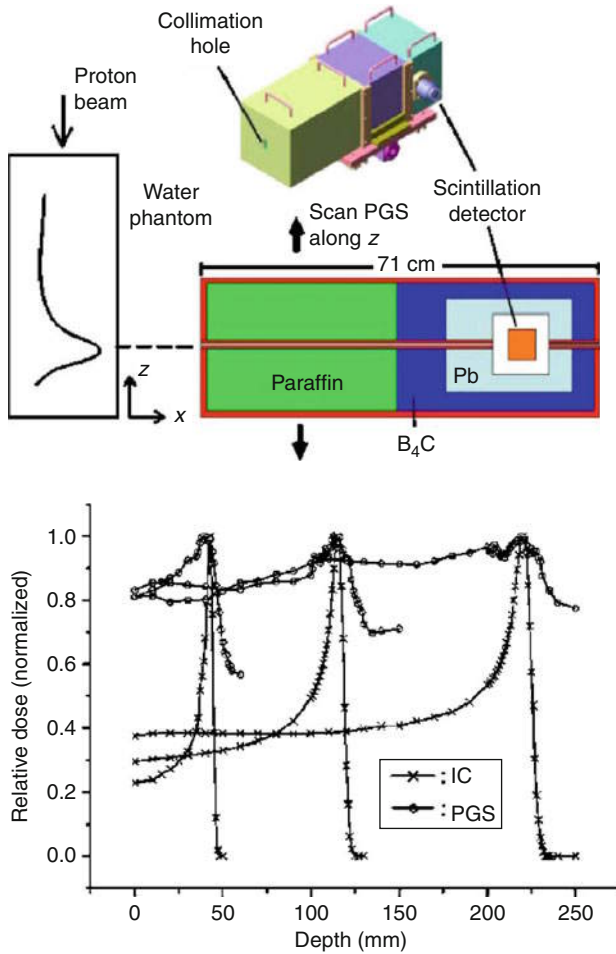 Collimation
hole
Proton
beam
Water
phantom
Scan PGS
along z
Scintillation
detector
71 cm
Paraffin
Pb
B₄C
z
x
Relative dose (normalized)
1.0
0.8
0.6
0.4
0.2
0.0
: IC
: PGS
0 50 100 150 200 250
Depth (mm)